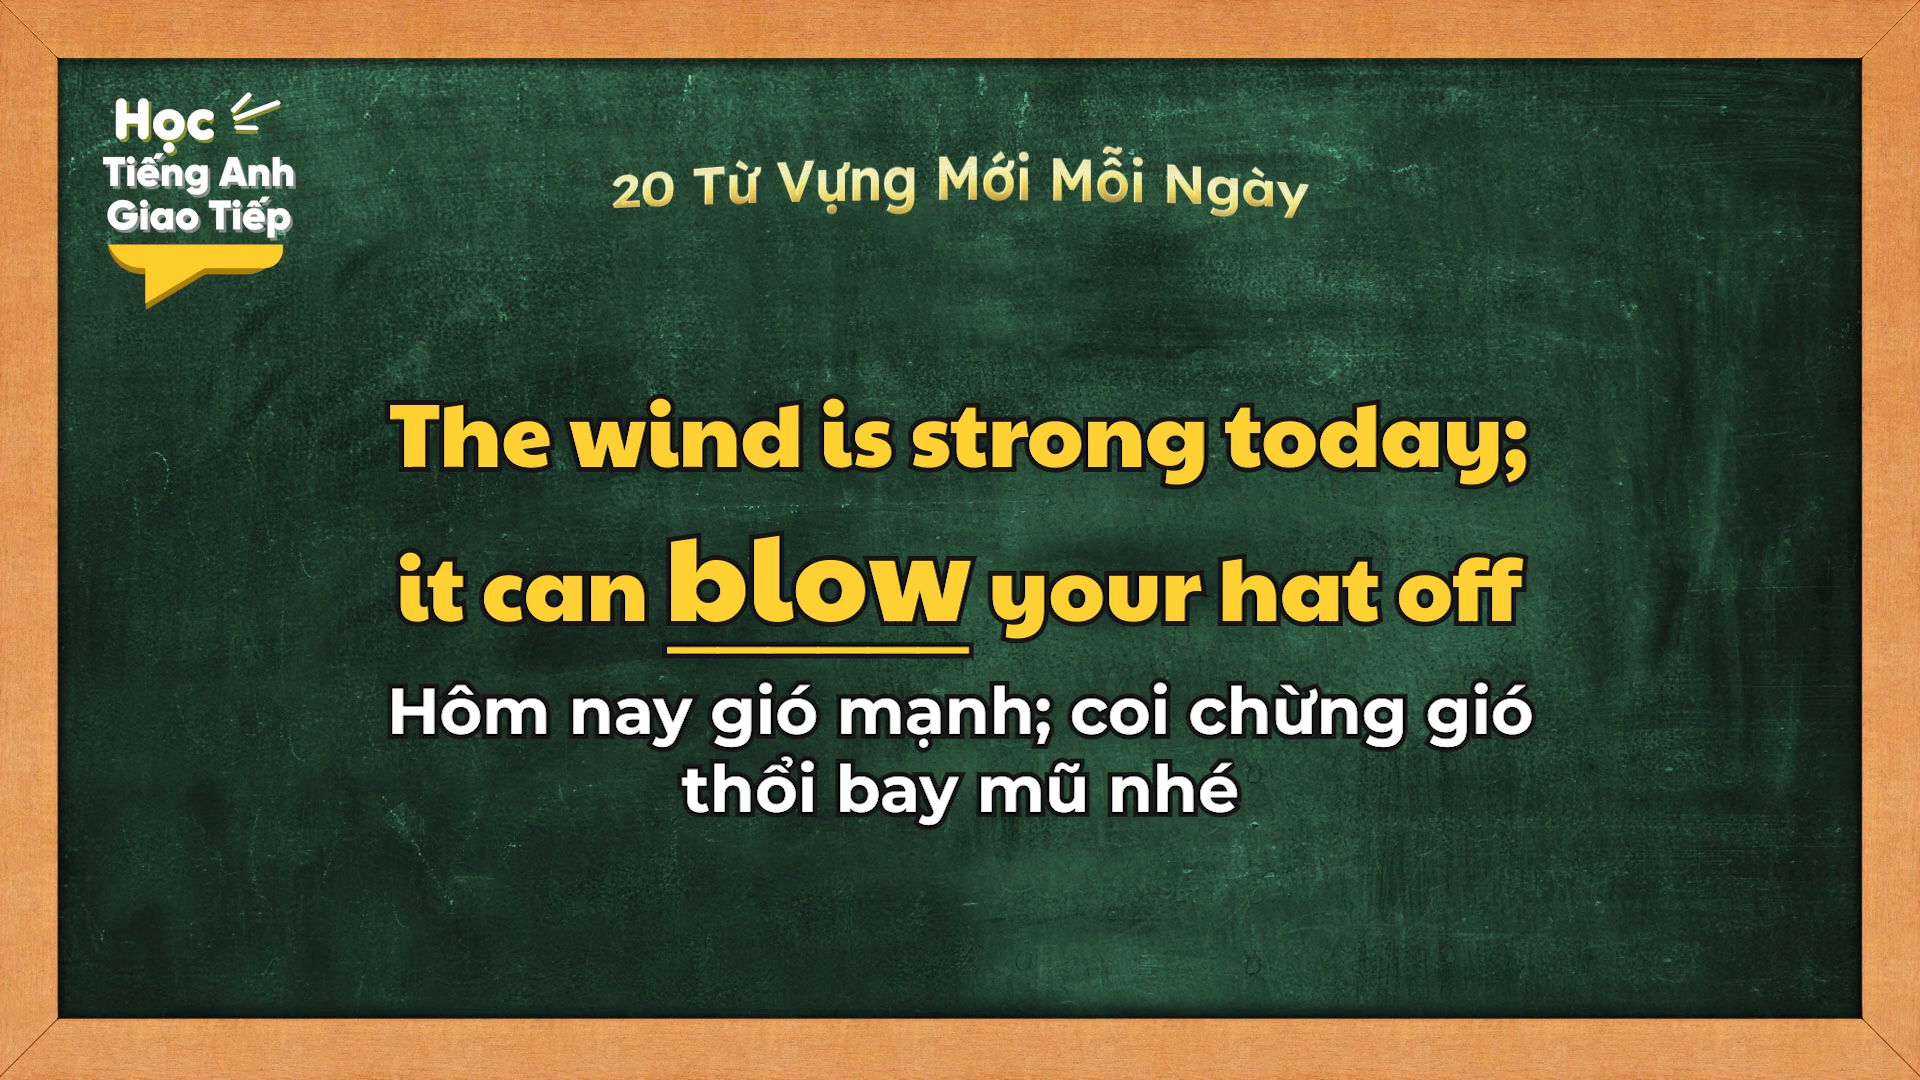 Học
Tiếng Anh
Giao Tiếp
20 Từ Vựng Mới Mỗi Ngày
The wind is strong today;
it can blow your hat off
Hôm nay gió mạnh; coi chừng gió
thổi bay mũ nhé